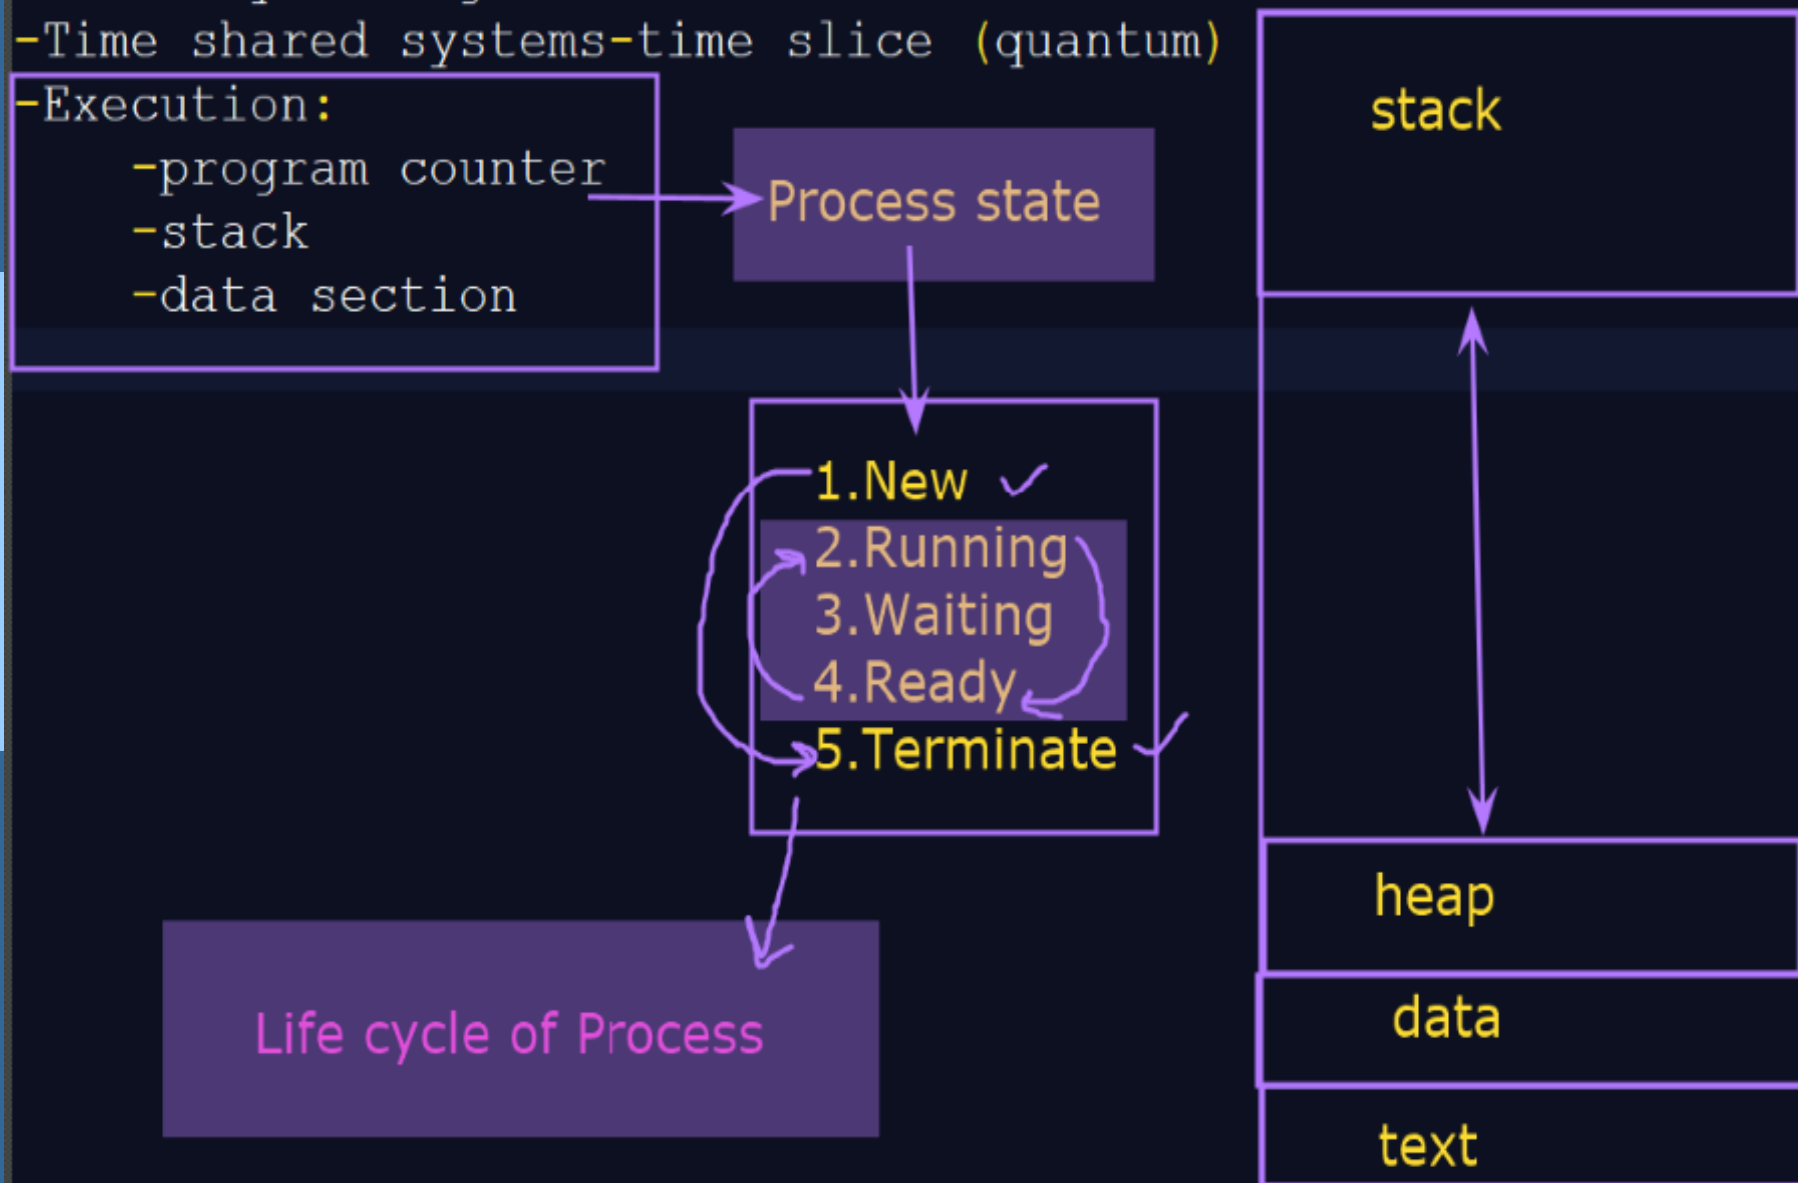 -Time shared systems-time slice (quantum)
-Execution:
-program counter
-stack
-data section
Process state
1.New
2.Running
3.Waiting
4.Ready
5.Terminate
Life cycle of Process
stack
heap
data
text